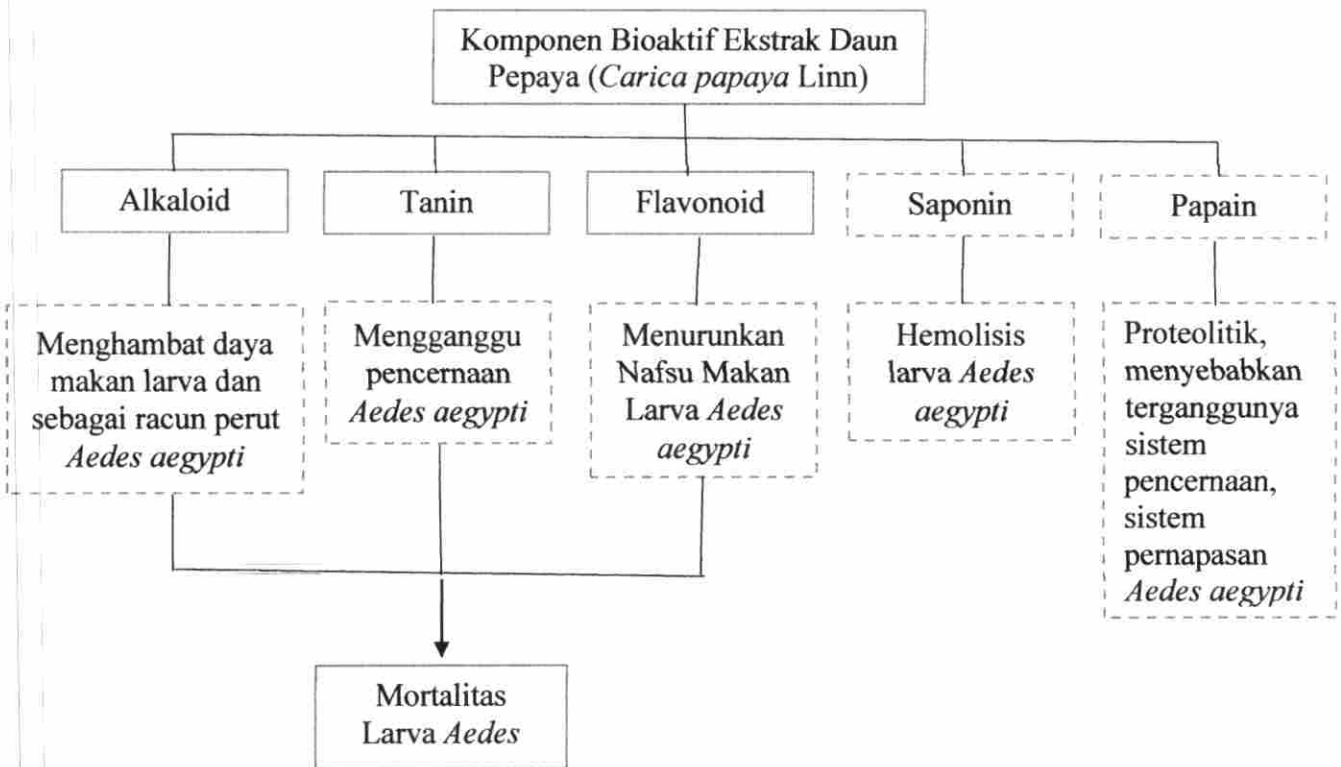 Komponen Bioaktif Ekstrak Daun
Pepaya (Carica papaya Linn)
Alkaloid
Tanin
Flavonoid
Saponin
Papain
Menghambat daya
makan larva dan
sebagai racun perut
Aedes aegypti
Mengganggu
pencernaan
Aedes aegypti
Menurunkan
Nafsu Makan
Larva Aedes
aegypti
Hemolisis
larva Aedes
aegypti
Proteolitik,
menyebabkan
terganggunya
sistem
pencernaan,
sistem
pernapasan
Aedes aegypti
Mortalitas
Larva Aedes